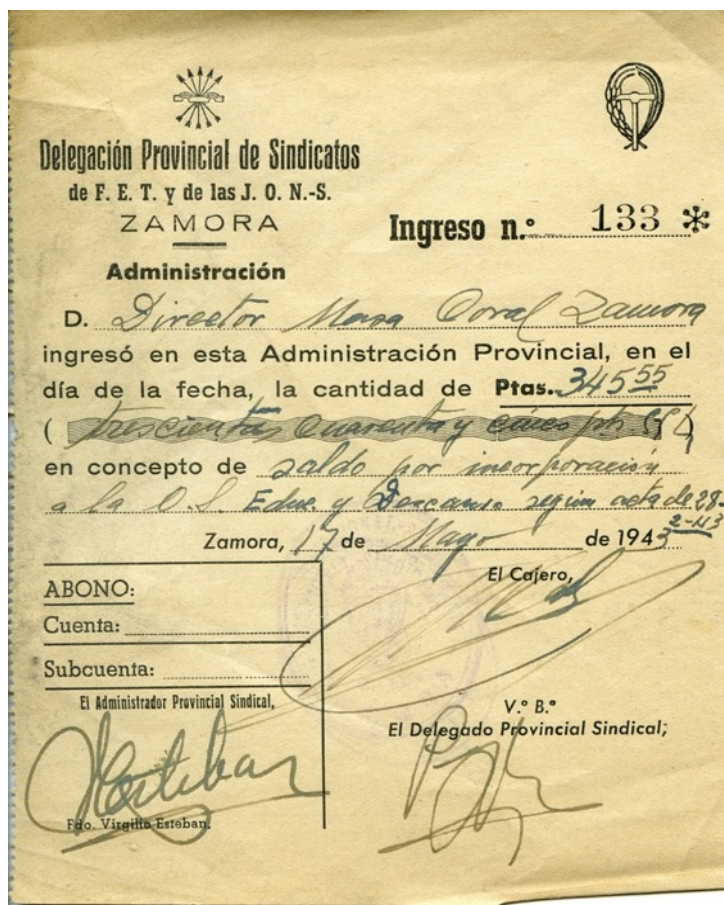 Delegación Provincial de Sindicatos
de F. E. T. y de las J. O. N.-S.
ZAMORA
Administración
Ingreso n.º 133 *
D. Director Masa Coral Zamora
ingresó en esta Administración Provincial, en el
día de la fecha, la cantidad de Ptas. 345 55
( trescientas cuarenta y cinco pts 55 )
en concepto de saldo por incorporación
a la O.S. Educ. y Descanso según acta de 28-
2-43
Zamora, 17 de Mayo de 1943
El Cajero,
ABONO:
Cuenta:
Subcuenta:
El Administrador Provincial Sindical,
V.º B.º
El Delegado Provincial Sindical;
Esteban
Fdo. Virgilio Esteban.